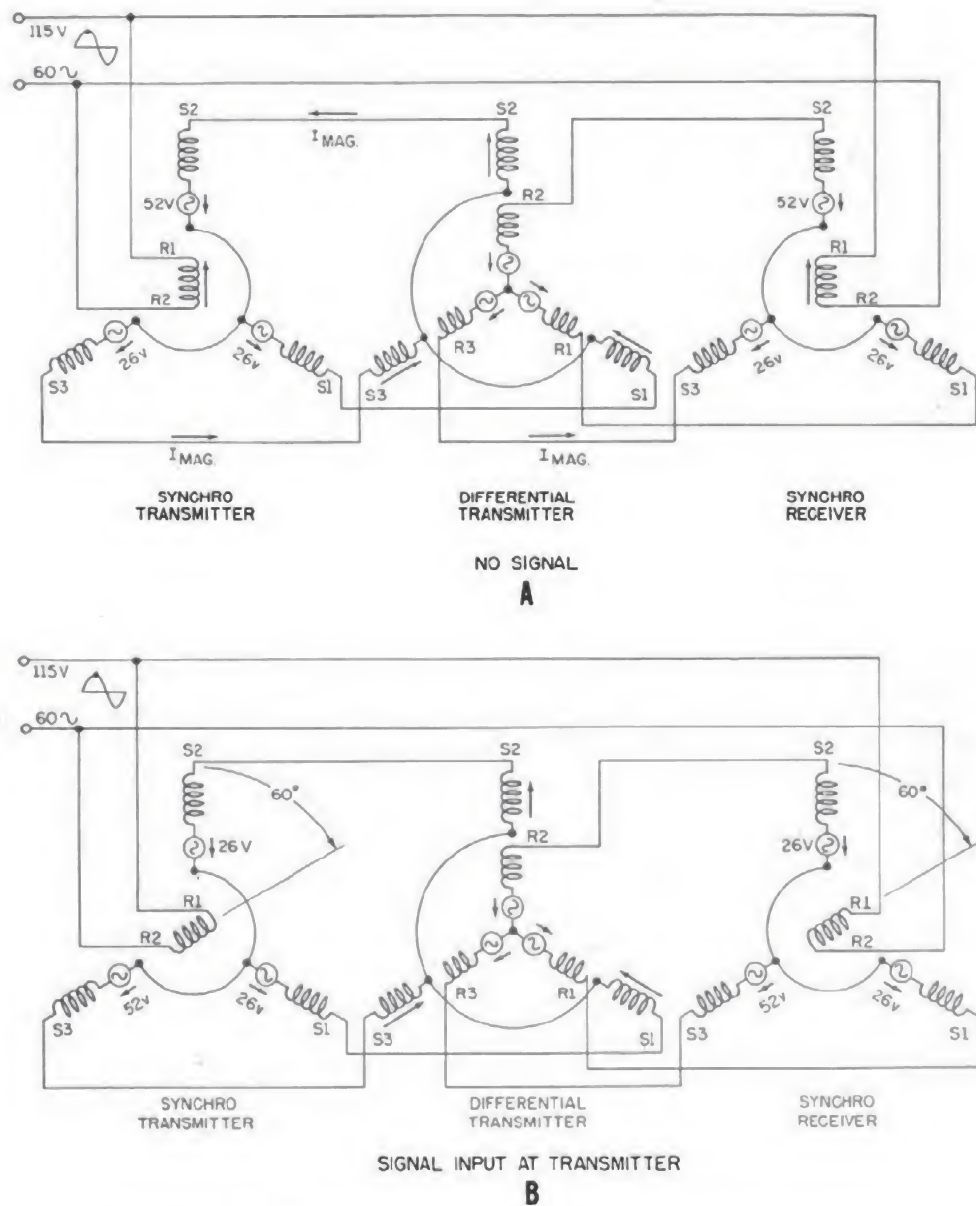 115V
60∿
S2
I MAG.
S2
S2
52V
R2
52V
R1
R1
R2
R2
26V
26V
R3
R1
26V
26V
S3
S1
S3
S1
S3
S1
I MAG.
I MAG.
SYNCHRO
TRANSMITTER
DIFFERENTIAL
TRANSMITTER
SYNCHRO
RECEIVER
NO SIGNAL
A
115V
60∿
S2
S2
S2
60°
60°
26V
R2
26V
R1
R1
R2
R2
52V
26V
R3
R1
52V
26V
S3
S1
S3
S1
S3
S1
SYNCHRO
TRANSMITTER
DIFFERENTIAL
TRANSMITTER
SYNCHRO
RECEIVER
SIGNAL INPUT AT TRANSMITTER
B